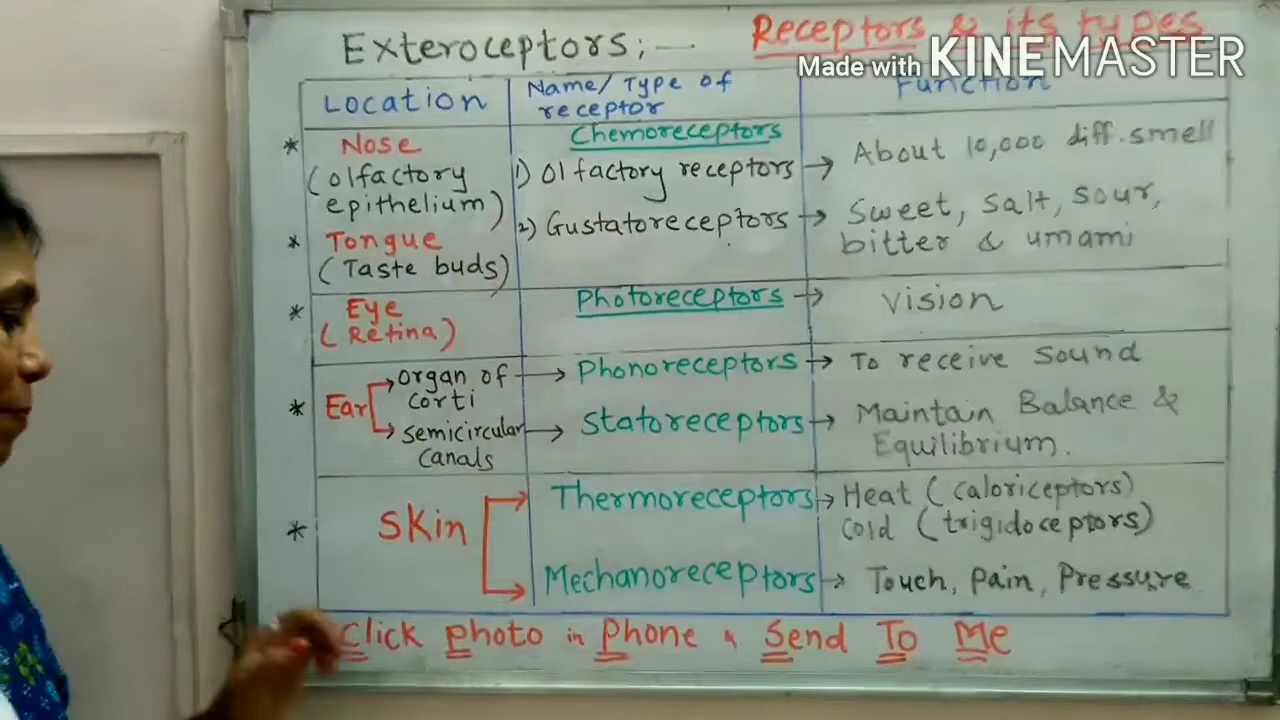 Receptors & its types
Exteroceptors;—
Made with KINEMASTER
Location
Name/Type of
receptor
Function
* Nose
(olfactory
epithelium)
* Tongue
(Taste buds)
Chemoreceptors
1) Olfactory receptors →
2) Gustatoreceptors →
About 10,000 diff. smell
Sweet, salt, sour,
bitter & umami
* Eye
(Retina)
Photoreceptors →
Vision
* Ear
→ organ of
corti
→ semicircular
canals
→ Phonoreceptors →
To receive sound
→ Statoreceptors →
Maintain Balance &
Equilibrium.
* Skin
Thermoreceptors →
Heat (caloriceptors)
Cold (trigidoceptors)
Mechanoreceptors →
Touch, Pain, Pressure
Click Photo in Phone & Send To Me